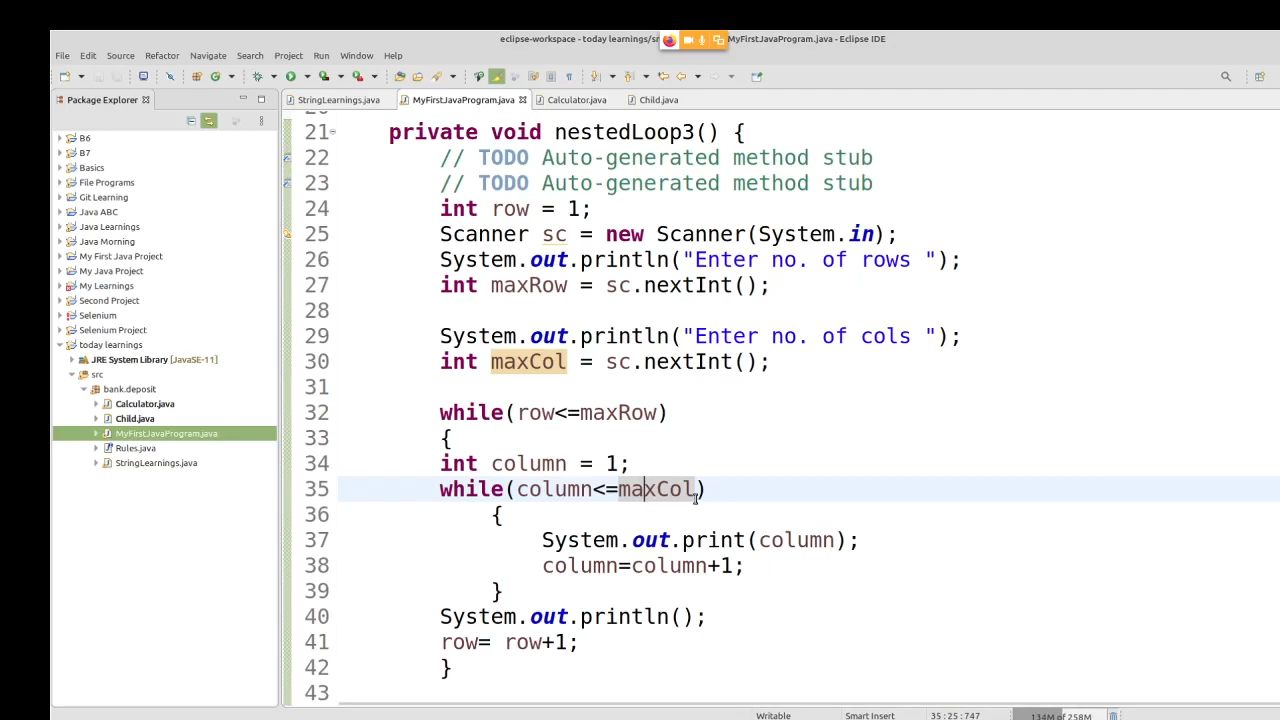 eclipse-workspace - today learnings/sr MyFirstJavaProgram.java - Eclipse IDE
File Edit Source Refactor Navigate Search Project Run Window Help
Package Explorer
StringLearnings.java MyFirstJavaProgram.java Calculator.java Child.java
B6
B7
Basics
File Programs
Git Learning
Java ABC
Java Learnings
Java Morning
My First Java Project
My Java Project
My Learnings
Second Project
Selenium
Selenium Project
today learnings
JRE System Library [JavaSE-11]
src
bank.deposit
Calculator.java
Child.java
MyFirstJavaProgram.java
Rules.java
StringLearnings.java
20
21 private void nestedLoop3() {
22 // TODO Auto-generated method stub
23 // TODO Auto-generated method stub
24 int row = 1;
25 Scanner sc = new Scanner(System.in);
26 System.out.println("Enter no. of rows ");
27 int maxRow = sc.nextInt();
28
29 System.out.println("Enter no. of cols ");
30 int maxCol = sc.nextInt();
31
32 while(row<=maxRow)
33 {
34 int column = 1;
35 while(column<=maxCol)
36 {
37 System.out.print(column);
38 column=column+1;
39 }
40 System.out.println();
41 row= row+1;
42 }
43
Writable Smart Insert 35 : 25 : 747 134M of 258M